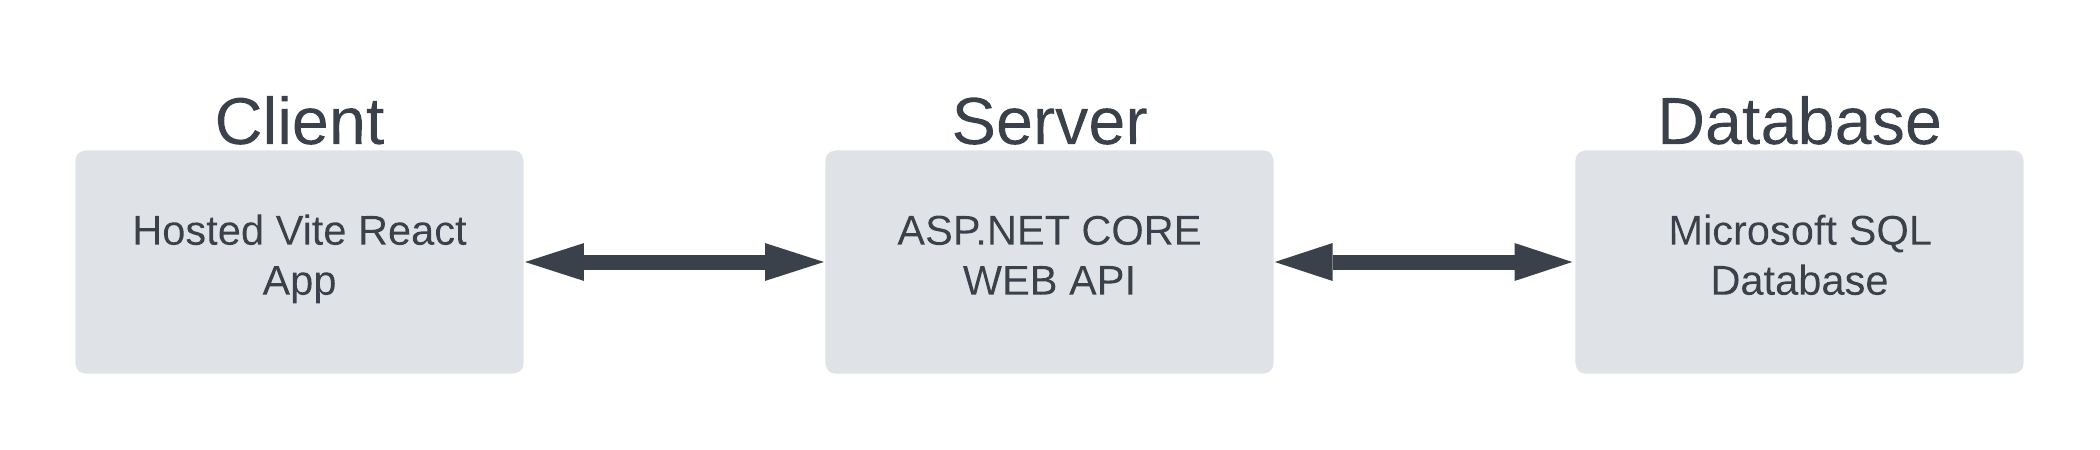 Client
Hosted Vite React
App
Server
ASP.NET CORE
WEB API
Database
Microsoft SQL
Database